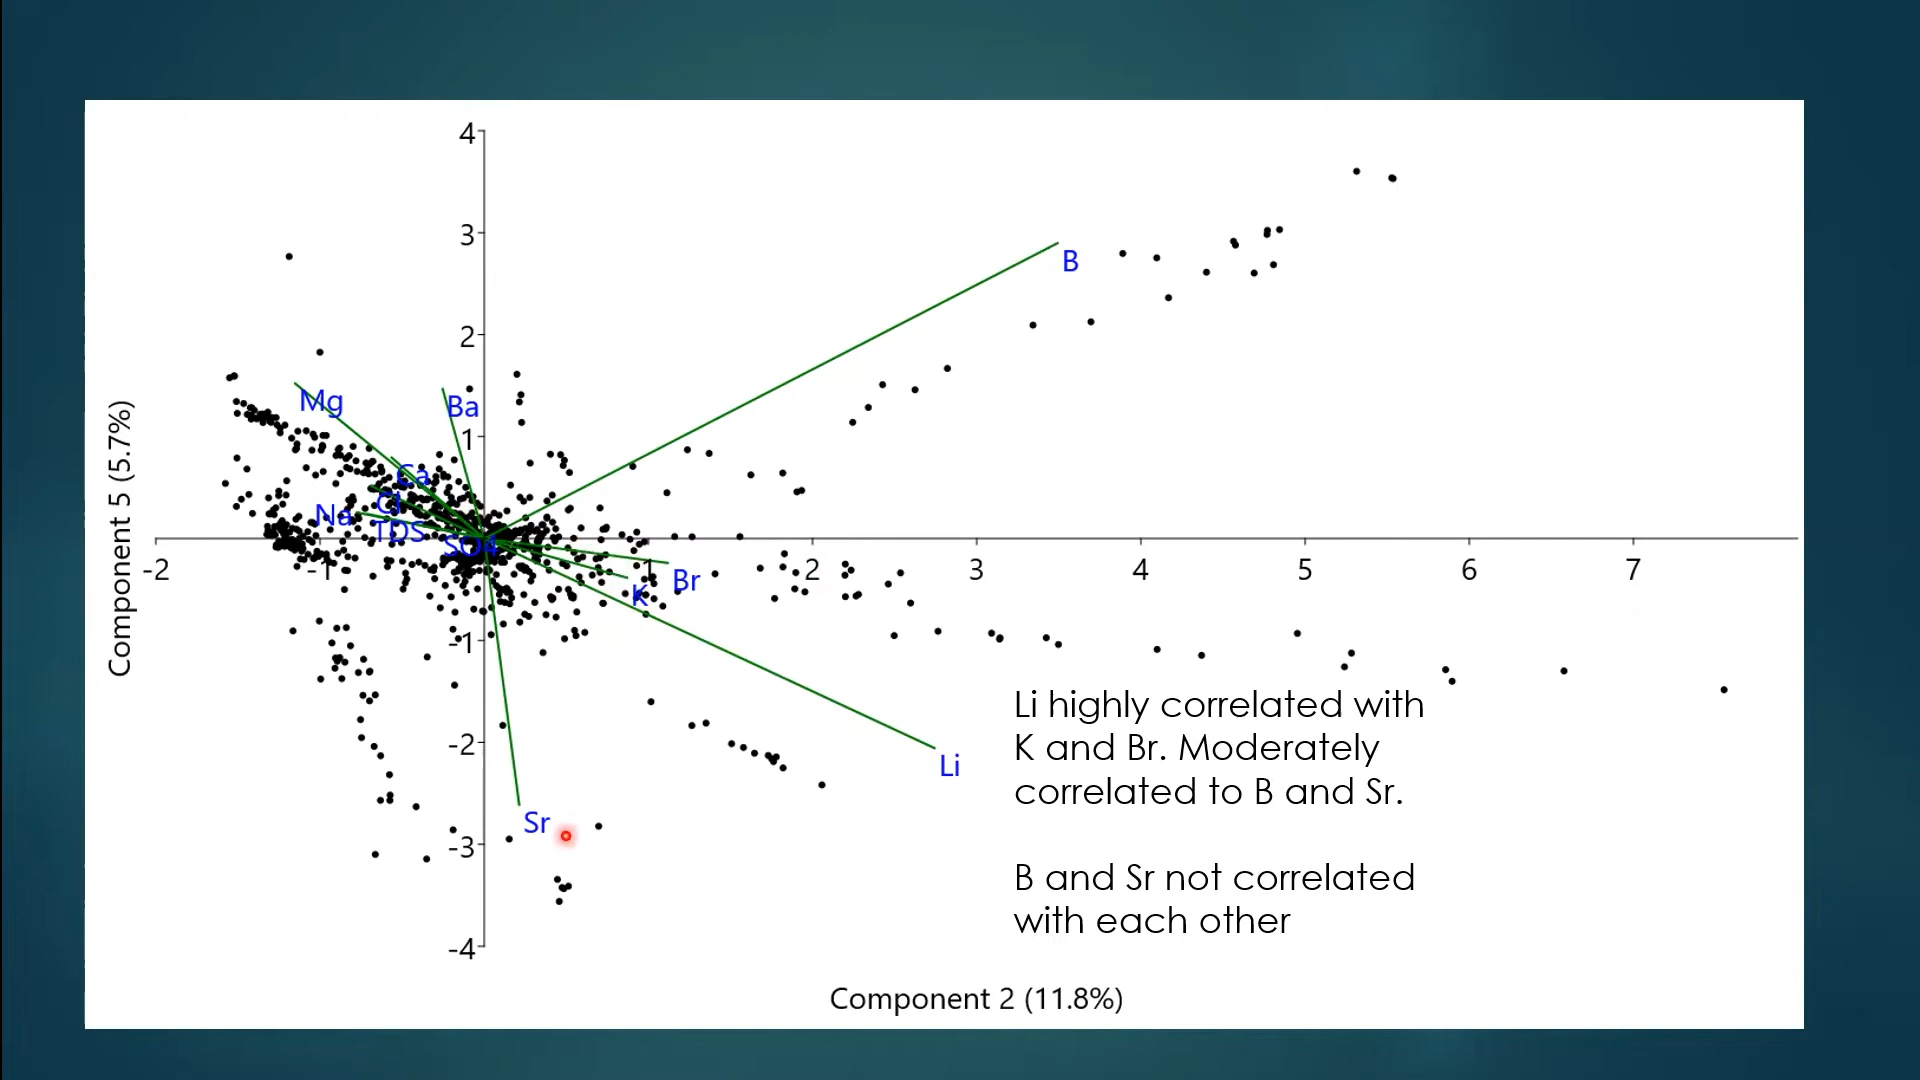 4
3
2
1
-1
-2
-3
-4
-2
-1
1
2
3
4
5
6
7
B
Mg
Ba
Ca
Cl
Na
TDS
SO4
Br
K
Li
Sr
Component 5 (5.7%)
Component 2 (11.8%)
Li highly correlated with
K and Br. Moderately
correlated to B and Sr.
B and Sr not correlated
with each other